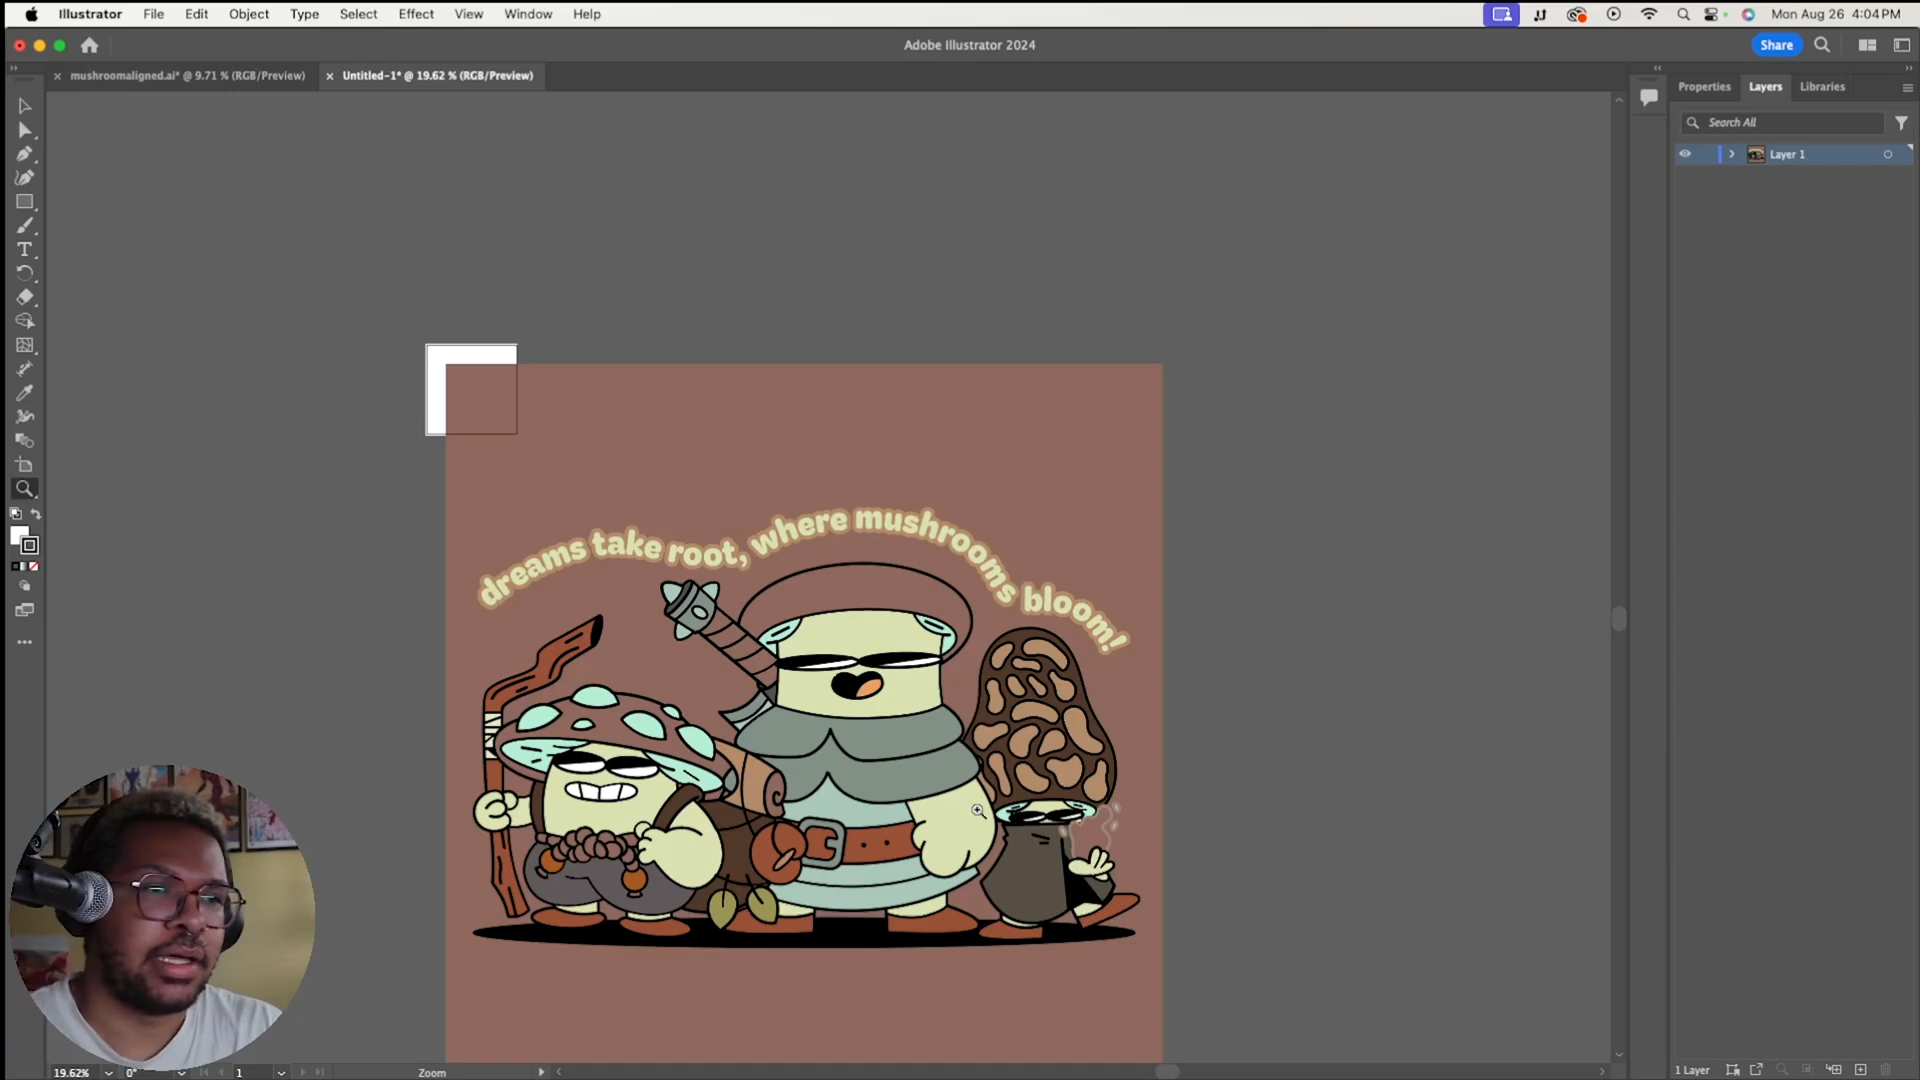 Illustrator File Edit Object Type Select Effect View Window Help Mon Aug 26 4:04 PM
Adobe Illustrator 2024 Share
mushroomaligned.ai* @ 9.71 % (RGB/Preview) Untitled-1* @ 19.62 % (RGB/Preview)
Properties Layers Libraries
Search All
Layer 1
dreams take root, where mushrooms bloom!
19.62% 0° 1 Zoom 1 Layer